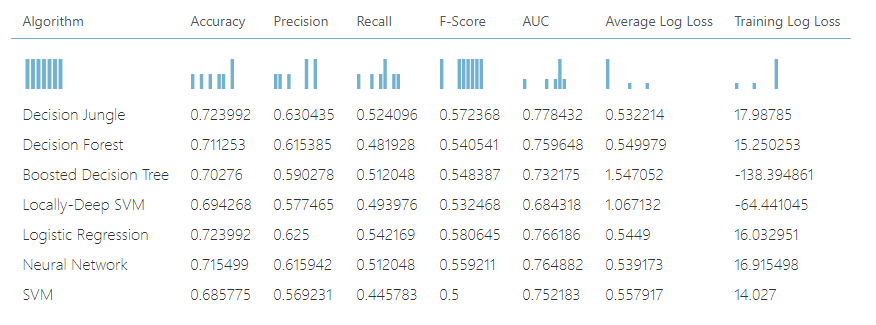 Algorithm Accuracy Precision Recall F-Score AUC Average Log Loss Training Log Loss
Decision Jungle 0.723992 0.630435 0.524096 0.572368 0.778432 0.532214 17.98785
Decision Forest 0.711253 0.615385 0.481928 0.540541 0.759648 0.549979 15.250253
Boosted Decision Tree 0.70276 0.590278 0.512048 0.548387 0.732175 1.547052 -138.394861
Locally-Deep SVM 0.694268 0.577465 0.493976 0.532468 0.684318 1.067132 -64.441045
Logistic Regression 0.723992 0.625 0.542169 0.580645 0.766186 0.5449 16.032951
Neural Network 0.715499 0.615942 0.512048 0.559211 0.764882 0.539173 16.915498
SVM 0.685775 0.569231 0.445783 0.5 0.752183 0.557917 14.027